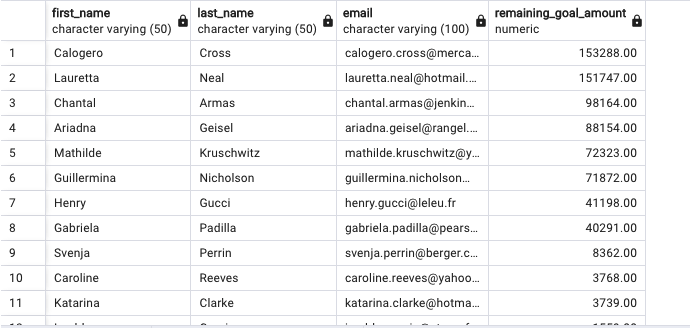 first_name last_name email remaining_goal_amount
character varying (50) character varying (50) character varying (100) numeric
1 Calogero Cross calogero.cross@merca... 153288.00
2 Lauretta Neal lauretta.neal@hotmail.... 151747.00
3 Chantal Armas chantal.armas@jenkin... 98164.00
4 Ariadna Geisel ariadna.geisel@rangel.... 88154.00
5 Mathilde Kruschwitz mathilde.kruschwitz@y... 72323.00
6 Guillermina Nicholson guillermina.nicholson... 71872.00
7 Henry Gucci henry.gucci@leleu.fr 41198.00
8 Gabriela Padilla gabriela.padilla@pears... 40291.00
9 Svenja Perrin svenja.perrin@berger.c... 8362.00
10 Caroline Reeves caroline.reeves@yahoo... 3768.00
11 Katarina Clarke katarina.clarke@hotma... 3739.00